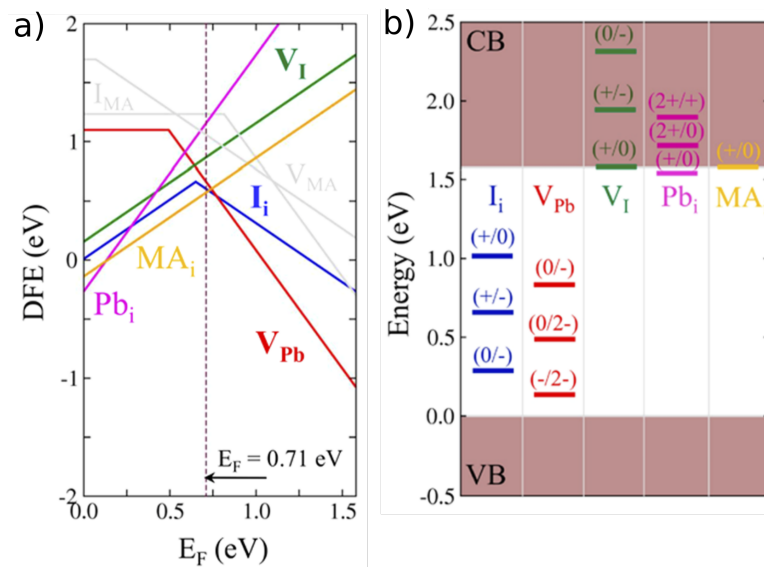 a)
DFE (eV)
2
1
0
-1
-2
I_MA
V_I
V_MA
I_i
MA_i
Pb_i
V_Pb
E_F = 0.71 eV
0.0 0.5 1.0 1.5
E_F (eV)
b)
Energy (eV)
2.5
2.0
1.5
1.0
0.5
0.0
-0.5
CB
(0/-)
(+/-)
(2+/+)
(2+/0)
(+/0) (+/0) (+/0)
I_i V_Pb V_I Pb_i MA
(+/0)
(0/-)
(+/-)
(0/2-)
(0/-)
(-/2-)
VB